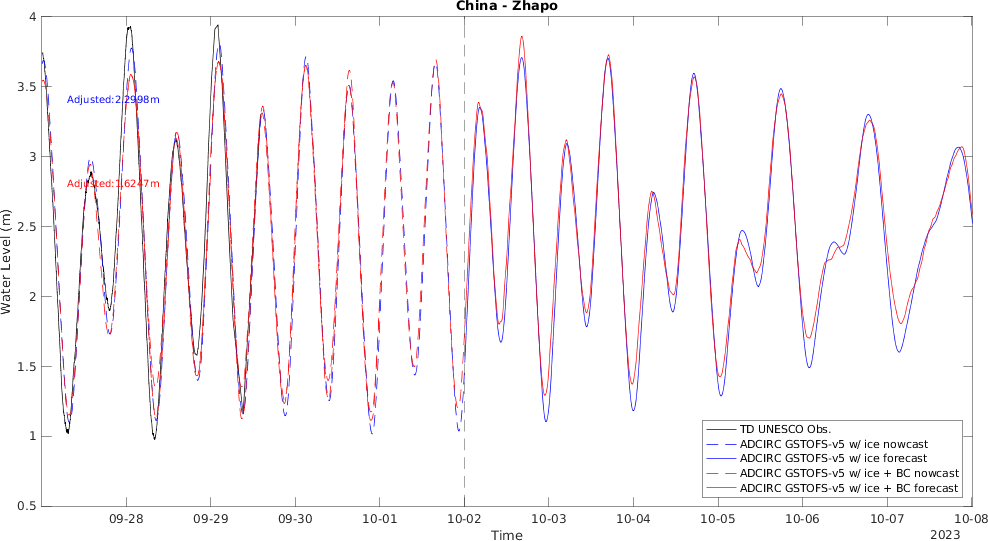 China - Zhapo
4
3.5
3
2.5
2
1.5
1
0.5
Water Level (m)
Adjusted:2.2998m
Adjusted:1.6247m
TD UNESCO Obs.
ADCIRC GSTOFS-v5 w/ ice nowcast
ADCIRC GSTOFS-v5 w/ ice forecast
ADCIRC GSTOFS-v5 w/ ice + BC nowcast
ADCIRC GSTOFS-v5 w/ ice + BC forecast
09-28 09-29 09-30 10-01 10-02 10-03 10-04 10-05 10-06 10-07 10-08
Time
2023